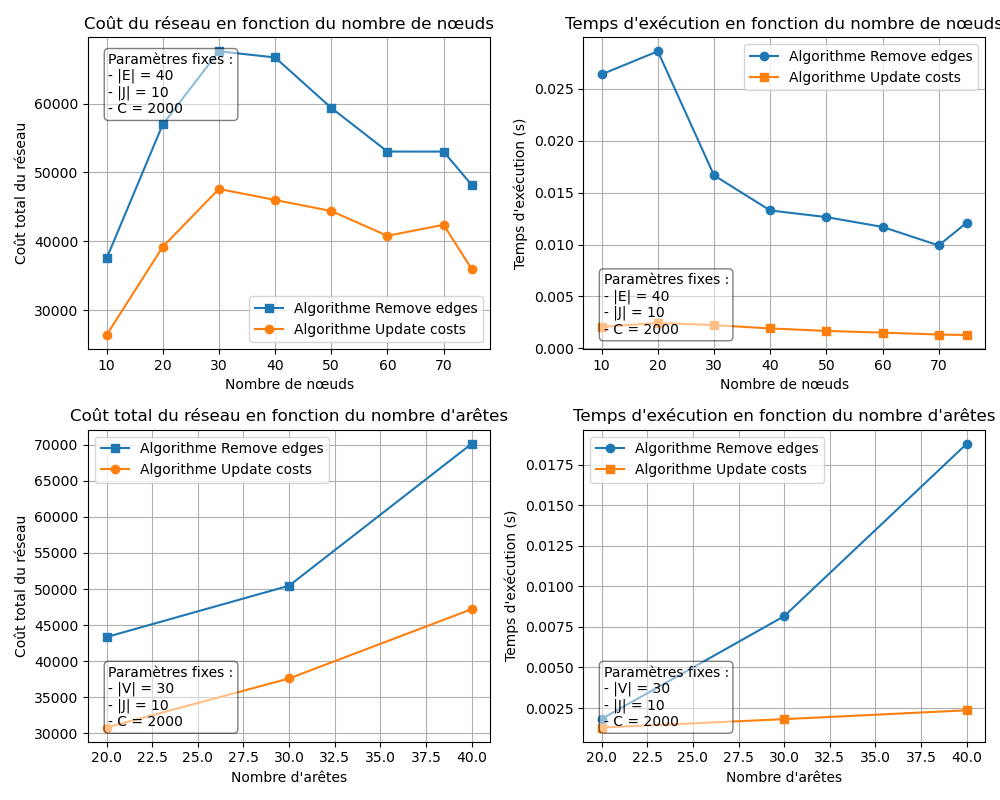 Coût du réseau en fonction du nombre de nœuds
Coût total du réseau
60000
50000
40000
30000
Paramètres fixes :
- |E| = 40
- |J| = 10
- C = 2000
Algorithme Remove edges
Algorithme Update costs
10 20 30 40 50 60 70
Nombre de nœuds
Temps d'exécution en fonction du nombre de nœuds
Temps d'exécution (s)
0.025
0.020
0.015
0.010
0.005
0.000
Algorithme Remove edges
Algorithme Update costs
Paramètres fixes :
- |E| = 40
- |J| = 10
- C = 2000
10 20 30 40 50 60 70
Nombre de nœuds
Coût total du réseau en fonction du nombre d'arêtes
Coût total du réseau
70000
65000
60000
55000
50000
45000
40000
35000
30000
Algorithme Remove edges
Algorithme Update costs
Paramètres fixes :
- |V| = 30
- |J| = 10
- C = 2000
20.0 22.5 25.0 27.5 30.0 32.5 35.0 37.5 40.0
Nombre d'arêtes
Temps d'exécution en fonction du nombre d'arêtes
Temps d'exécution (s)
0.0175
0.0150
0.0125
0.0100
0.0075
0.0050
0.0025
Algorithme Remove edges
Algorithme Update costs
Paramètres fixes :
- |V| = 30
- |J| = 10
- C = 2000
20.0 22.5 25.0 27.5 30.0 32.5 35.0 37.5 40.0
Nombre d'arêtes